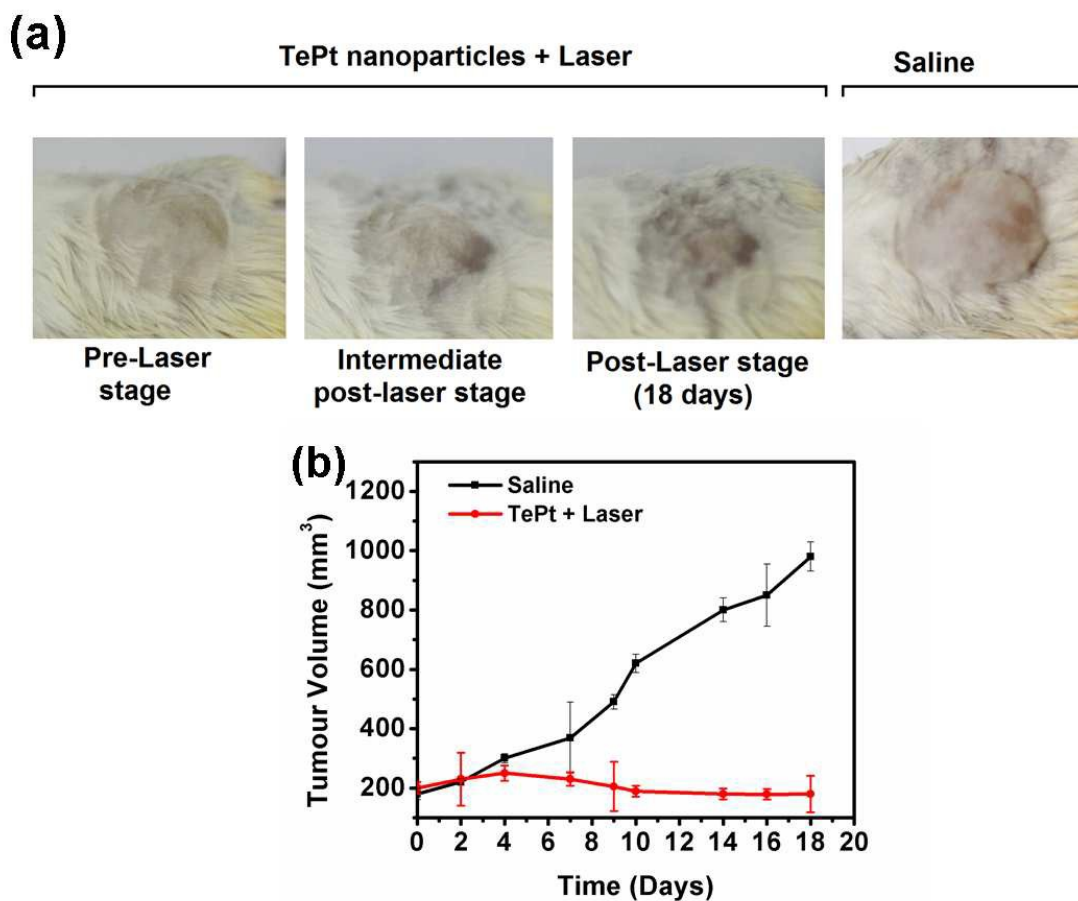 (a)
TePt nanoparticles + Laser
Saline
Pre-Laser
stage
Intermediate
post-laser stage
Post-Laser stage
(18 days)
(b)
Saline
TePt + Laser
Tumour Volume (mm³)
1200
1000
800
600
400
200
0 2 4 6 8 10 12 14 16 18 20
Time (Days)